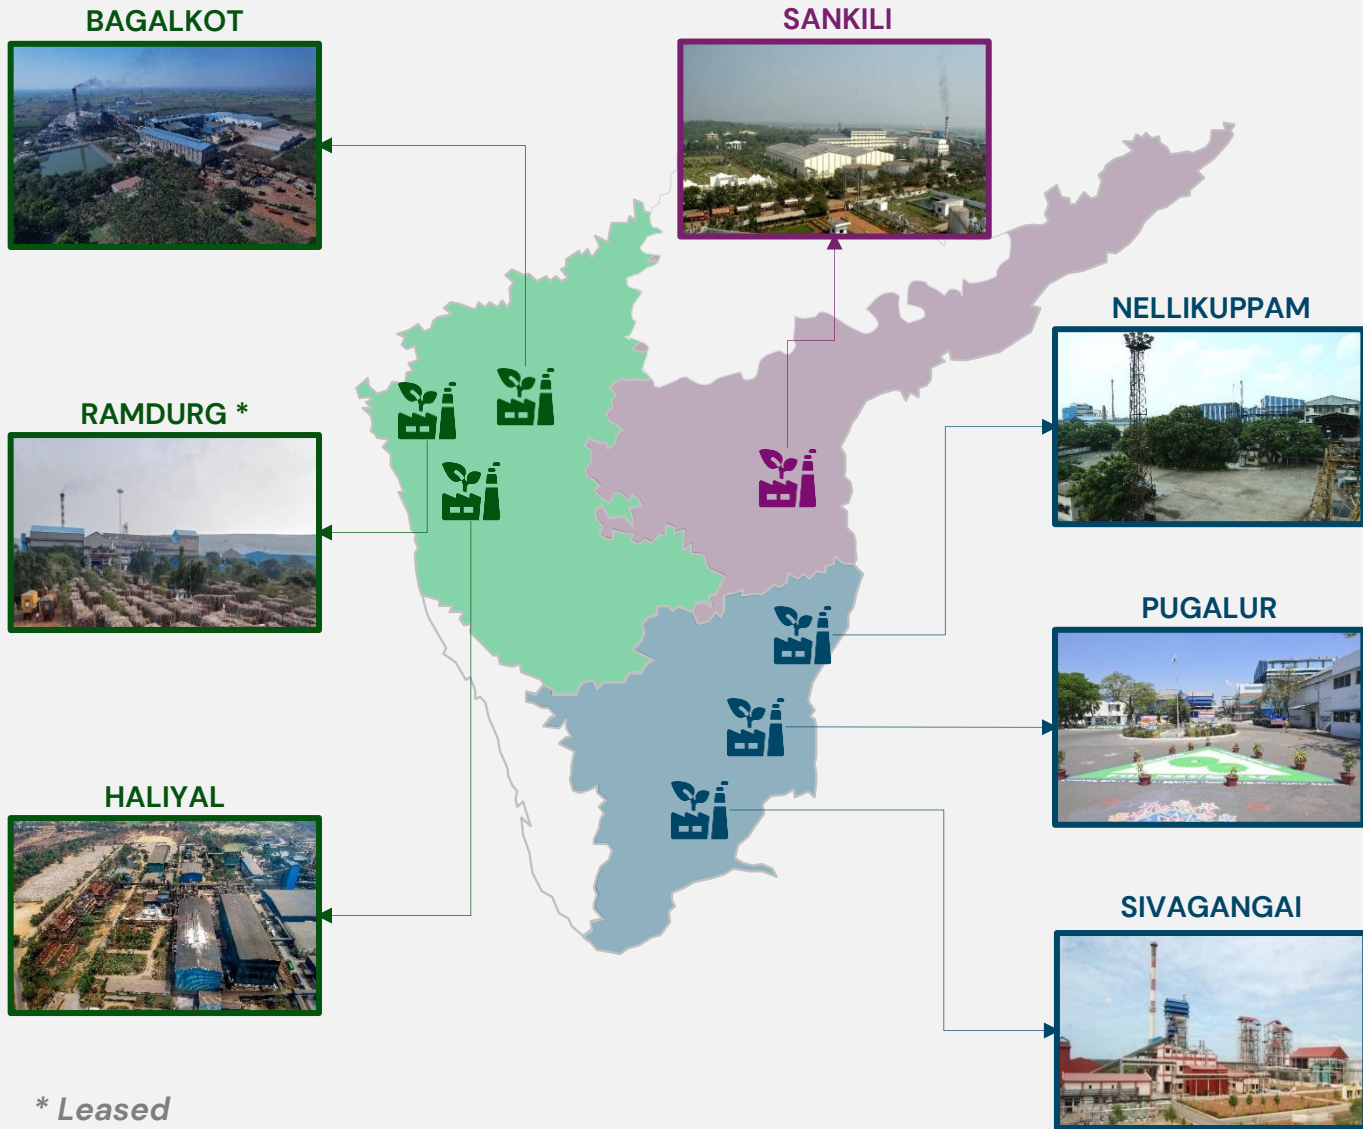 BAGALKOT
SANKILI
NELLIKUPPAM
RAMDURG *
PUGALUR
HALIYAL
SIVAGANGAI
* Leased